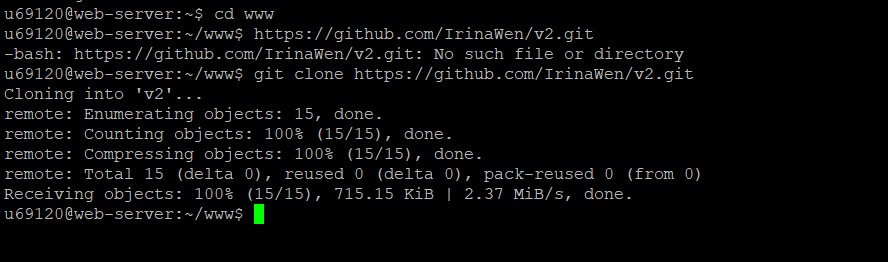 u69120@web-server:~$ cd www
u69120@web-server:~/www$ https://github.com/IrinaWen/v2.git
-bash: https://github.com/IrinaWen/v2.git: No such file or directory
u69120@web-server:~/www$ git clone https://github.com/IrinaWen/v2.git
Cloning into 'v2'...
remote: Enumerating objects: 15, done.
remote: Counting objects: 100% (15/15), done.
remote: Compressing objects: 100% (15/15), done.
remote: Total 15 (delta 0), reused 0 (delta 0), pack-reused 0 (from 0)
Receiving objects: 100% (15/15), 715.15 KiB | 2.37 MiB/s, done.
u69120@web-server:~/www$